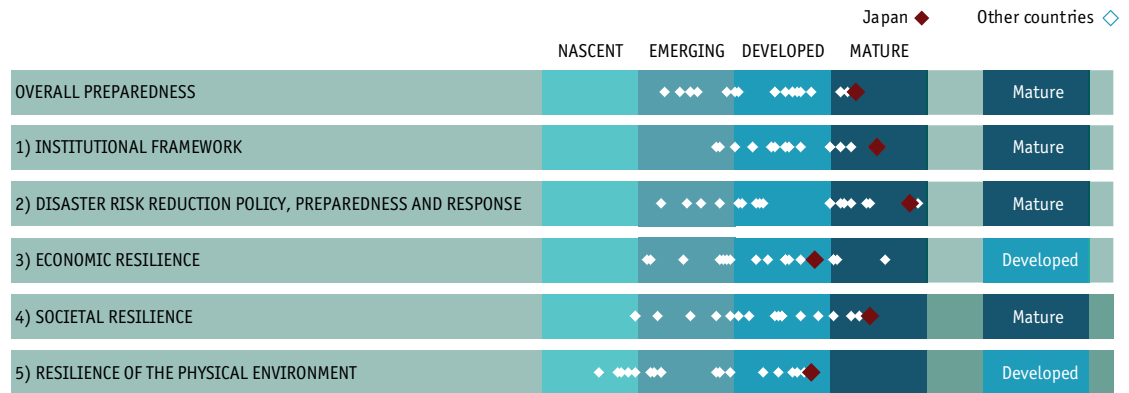 Japan Other countries
NASCENT EMERGING DEVELOPED MATURE
OVERALL PREPAREDNESS Mature
1) INSTITUTIONAL FRAMEWORK Mature
2) DISASTER RISK REDUCTION POLICY, PREPAREDNESS AND RESPONSE Mature
3) ECONOMIC RESILIENCE Developed
4) SOCIETAL RESILIENCE Mature
5) RESILIENCE OF THE PHYSICAL ENVIRONMENT Developed